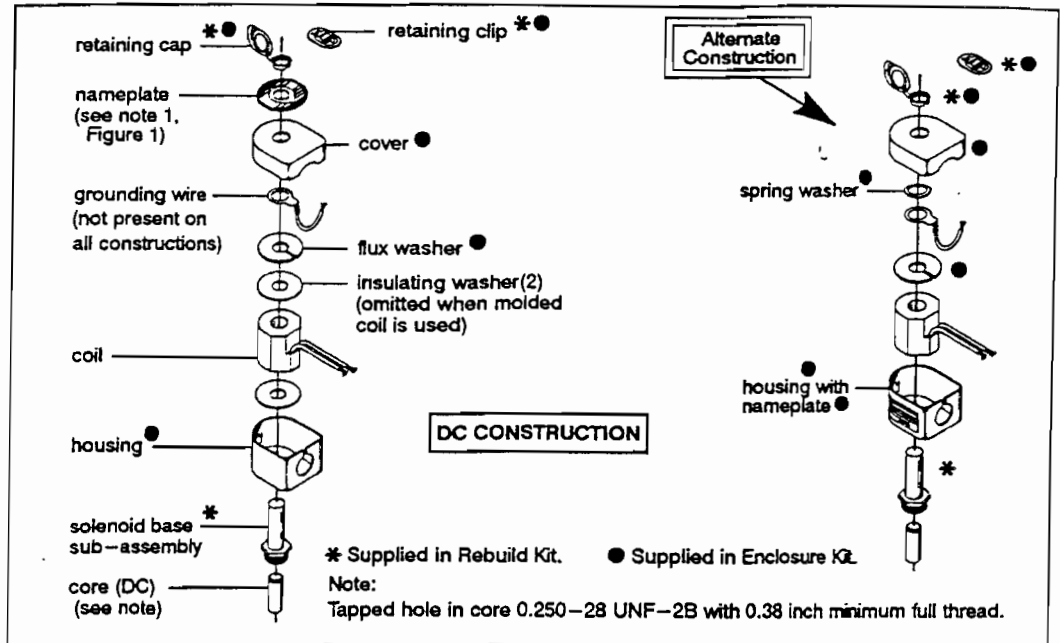 retaining cap *●
retaining clip *●
nameplate
(see note 1,
Figure 1)
cover ●
grounding wire
(not present on
all constructions)
flux washer ●
insulating washer(2)
(omitted when molded
coil is used)
coil
housing ●
DC CONSTRUCTION
solenoid base *
sub-assembly
core (DC)
(see note)
Alternate
Construction
*●
*●
●
spring washer ●
●
housing with ●
nameplate ●
*
* Supplied in Rebuild Kit. ● Supplied in Enclosure Kit.
Note:
Tapped hole in core 0.250-28 UNF-2B with 0.38 inch minimum full thread.